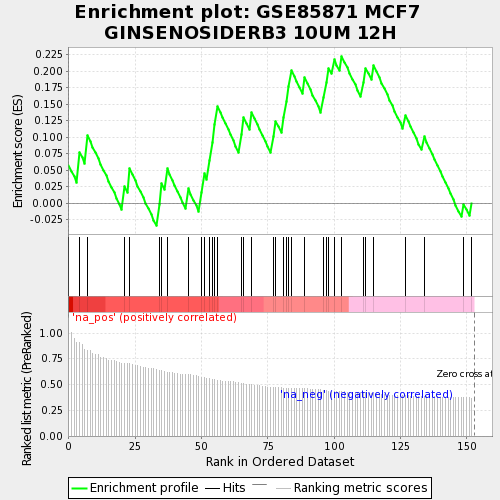 Enrichment plot: GSE85871 MCF7
GINSENOSIDERB3 10UM 12H
Enrichment score (ES)
0.225
0.200
0.175
0.150
0.125
0.100
0.075
0.050
0.025
0.000
-0.025
'na_pos' (positively correlated)
Ranked list metric (PreRanked)
1.00
0.75
0.50
0.25
0.00
Zero cross at
'na_neg' (negatively correlated)
0 25 50 75 100 125 150
Rank in Ordered Dataset
Enrichment profile Hits Ranking metric scores